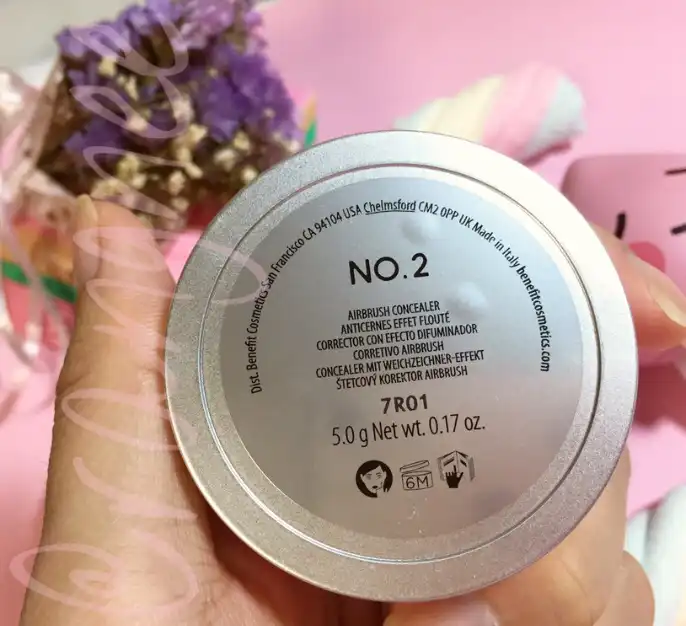 Dist. Benefit Cosmetics San Francisco CA 94104 USA Chelmsford CM2 0PP UK Made in Italy benefitcosmetics.com
NO.2
AIRBRUSH CONCEALER
ANTICERNES EFFET FLOUTÉ
CORRECTOR CON EFECTO DIFUMINADOR
CORRETIVO AIRBRUSH
CONCEALER MIT WEICHZEICHNER-EFFEKT
ŠTETCOVÝ KOREKTOR AIRBRUSH
7R01
5.0 g Net wt. 0.17 oz.
6M